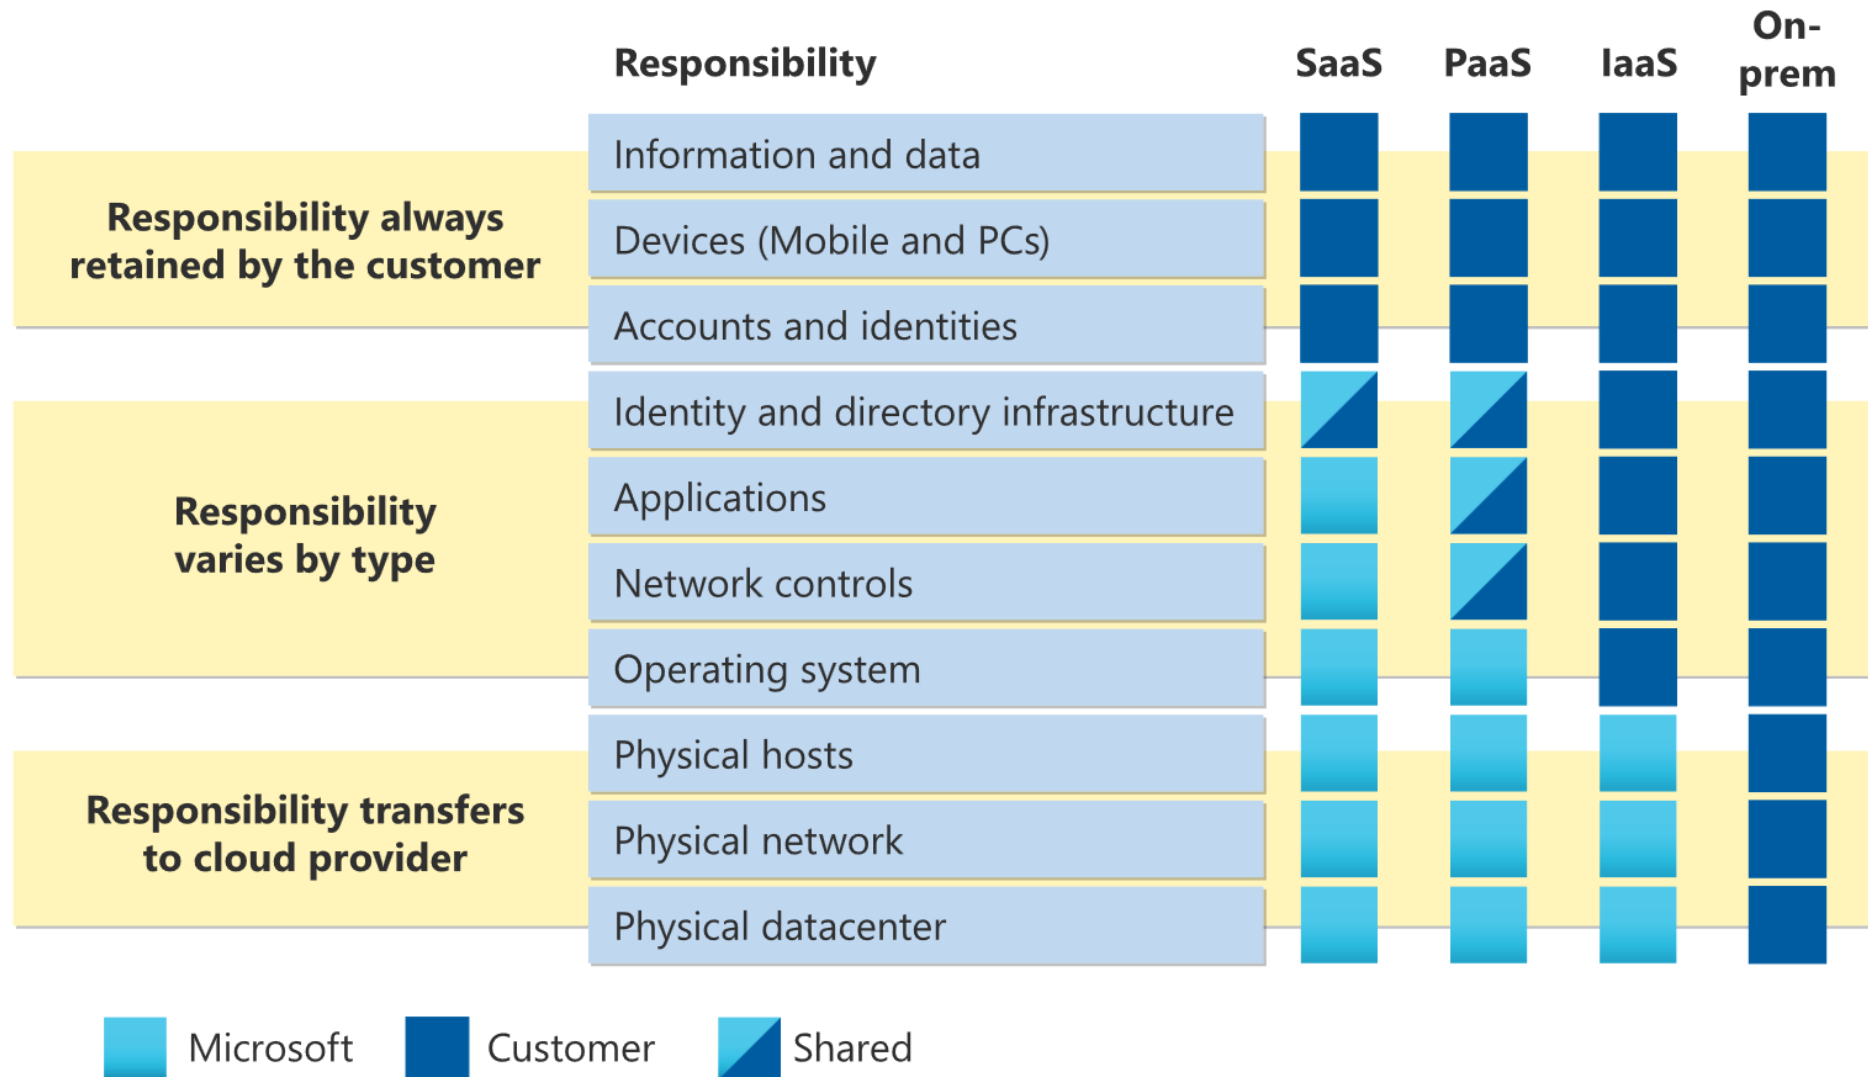 Responsibility SaaS PaaS IaaS On-
prem
Responsibility always
retained by the customer
Information and data
Devices (Mobile and PCs)
Accounts and identities
Responsibility
varies by type
Identity and directory infrastructure
Applications
Network controls
Operating system
Responsibility transfers
to cloud provider
Physical hosts
Physical network
Physical datacenter
Microsoft Customer Shared